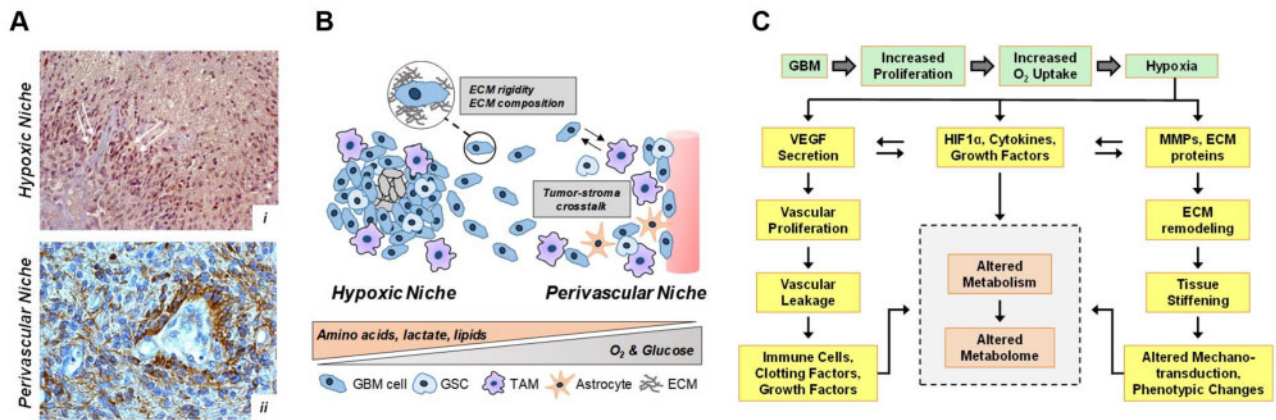 A
Hypoxic Niche
i
Perivascular Niche
ii
B
ECM rigidity
ECM composition
Tumor-stroma
crosstalk
Hypoxic Niche
Perivascular Niche
Amino acids, lactate, lipids
O2 & Glucose
GBM cell
GSC
TAM
Astrocyte
ECM
C
GBM
Increased
Proliferation
Increased
O2 Uptake
Hypoxia
VEGF
Secretion
HIF1α, Cytokines,
Growth Factors
MMPs, ECM
proteins
Vascular
Proliferation
ECM
remodeling
Altered
Metabolism
Vascular
Leakage
Tissue
Stiffening
Altered
Metabolome
Immune Cells,
Clotting Factors,
Growth Factors
Altered Mechano-
transduction,
Phenotypic Changes